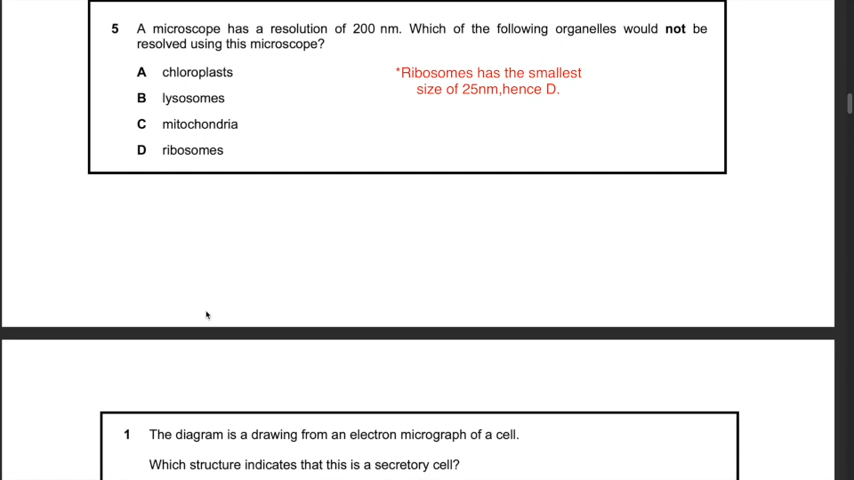 5 A microscope has a resolution of 200 nm. Which of the following organelles would not be
resolved using this microscope?
A chloroplasts
*Ribosomes has the smallest
size of 25nm,hence D.
B lysosomes
C mitochondria
D ribosomes
1 The diagram is a drawing from an electron micrograph of a cell.
Which structure indicates that this is a secretory cell?